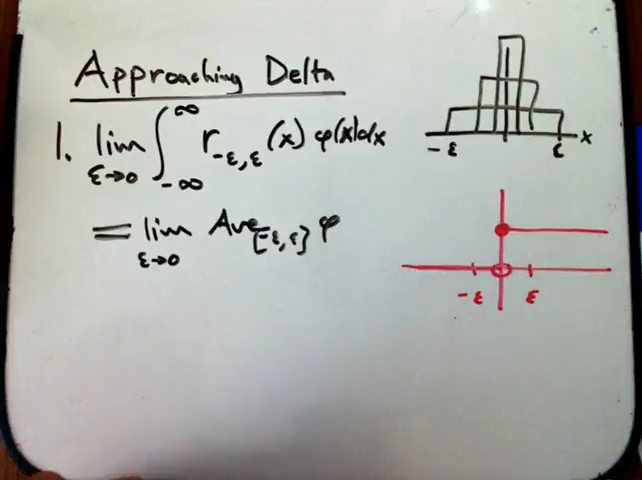 Approaching Delta
1. lim ε→0 ∫_{-∞}^{∞} r_{-ε,ε}(x) φ(x)dx
= lim ε→0 Ave_{[-ε,ε]} φ
-ε ε x
-ε ε